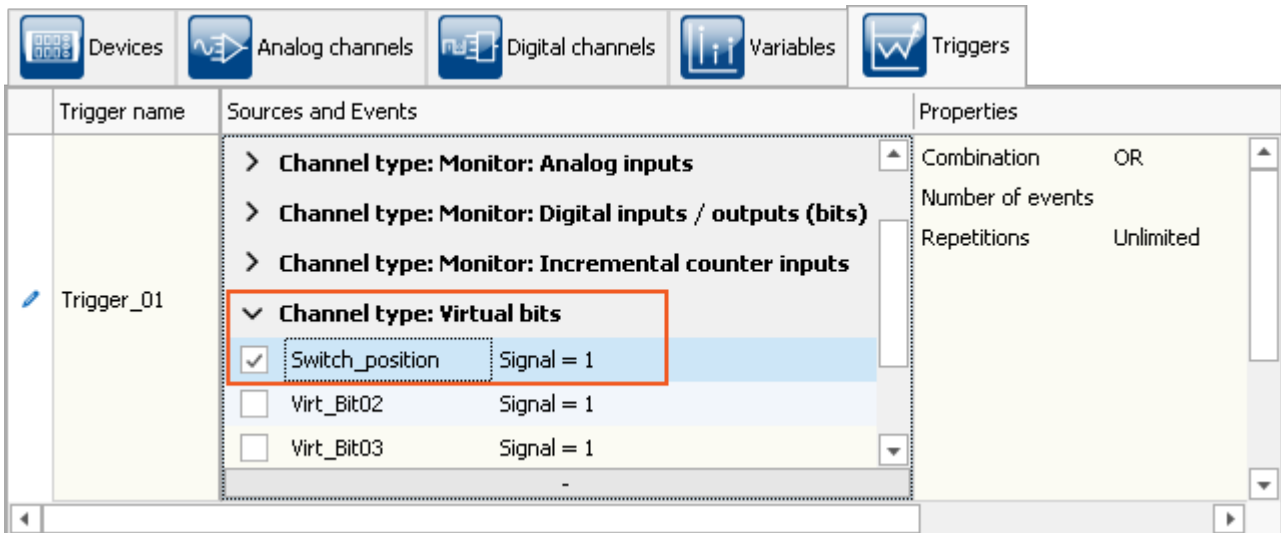 Devices Analog channels Digital channels Variables Triggers
Trigger name Sources and Events Properties
Channel type: Monitor: Analog inputs Combination OR
Channel type: Monitor: Digital inputs / outputs (bits) Number of events
Channel type: Monitor: Incremental counter inputs Repetitions Unlimited
Trigger_01 Channel type: Virtual bits
Switch_position Signal = 1
Virt_Bit02 Signal = 1
Virt_Bit03 Signal = 1
-